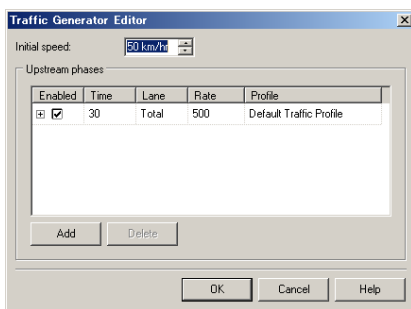 Traffic Generator Editor
Initial speed: 50 km/hr
Upstream phases
Enabled Time Lane Rate Profile
30 Total 500 Default Traffic Profile
Add Delete
OK Cancel Help